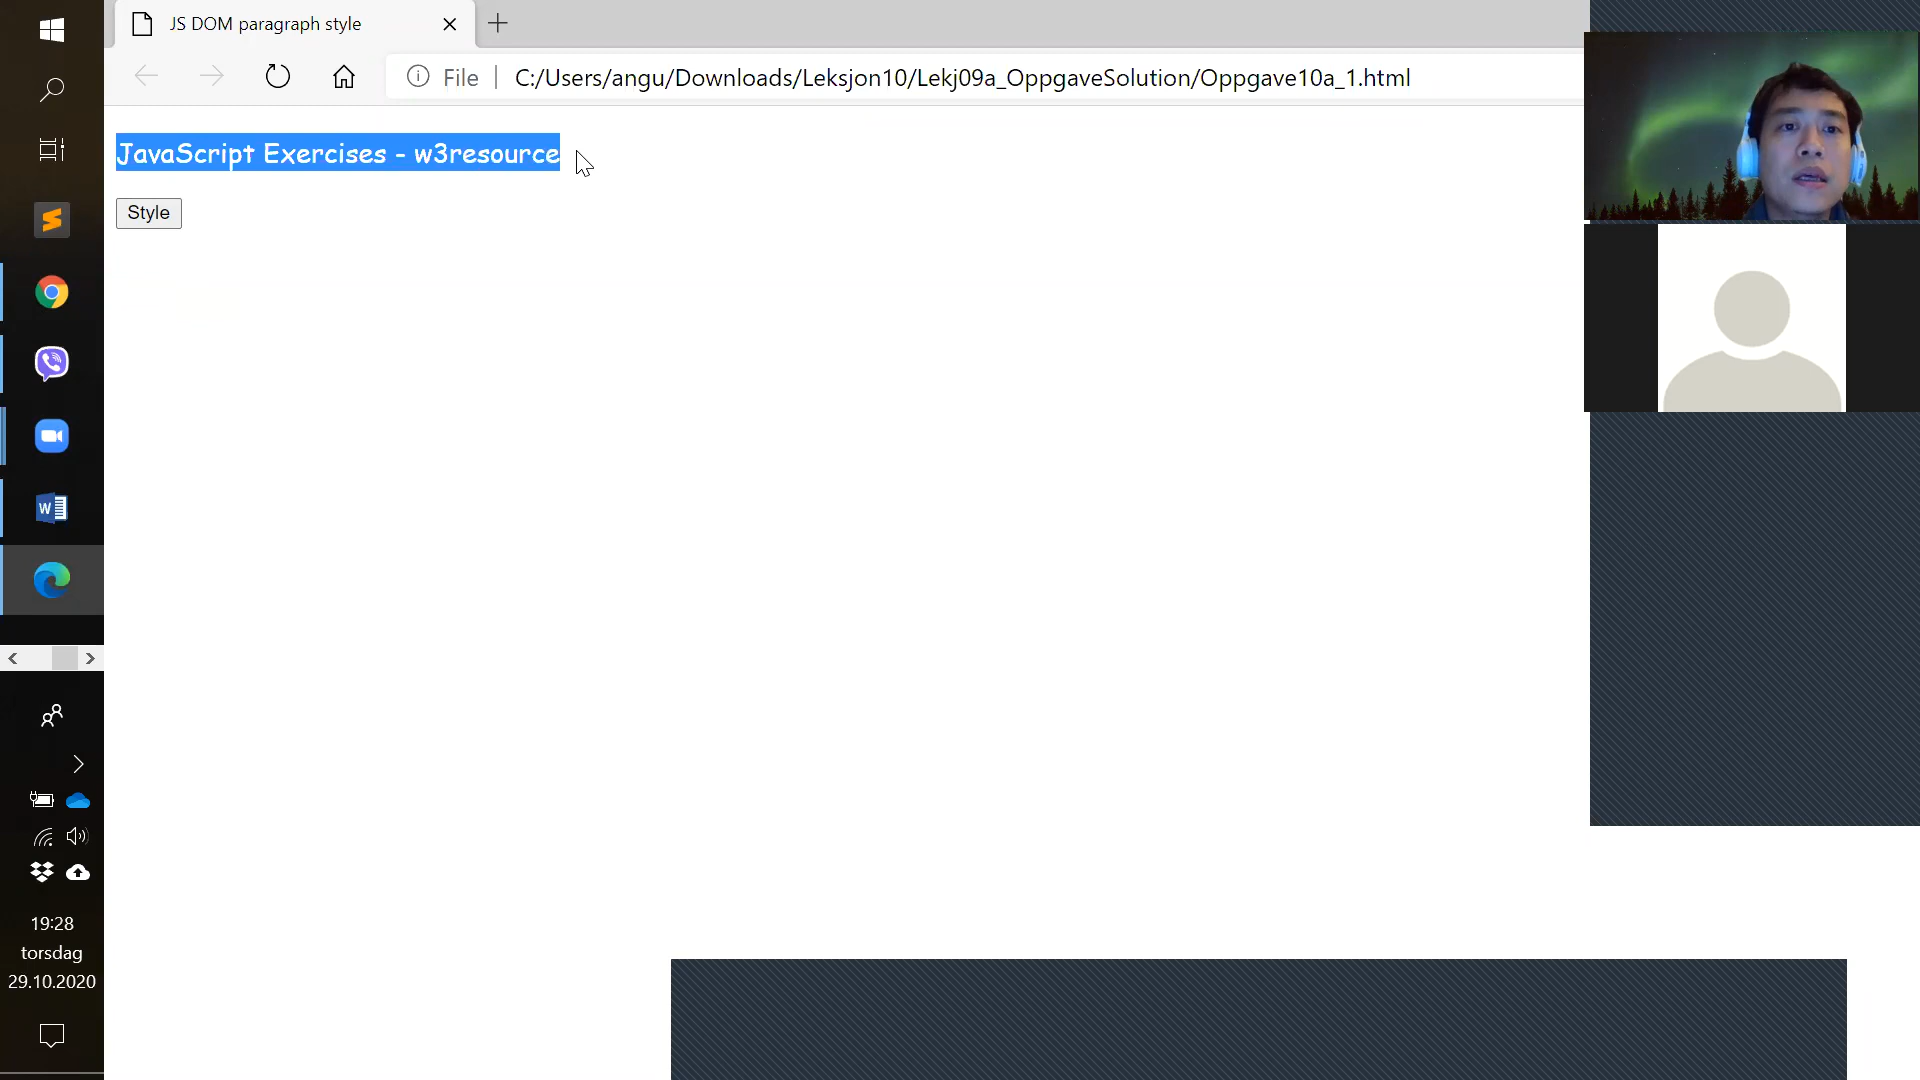 JS DOM paragraph style
File
C:/Users/angu/Downloads/Leksjon10/Lekj09a_OppgaveSolution/Oppgave10a_1.html
JavaScript Exercises - w3resource
Style
W
19:28
torsdag
29.10.2020